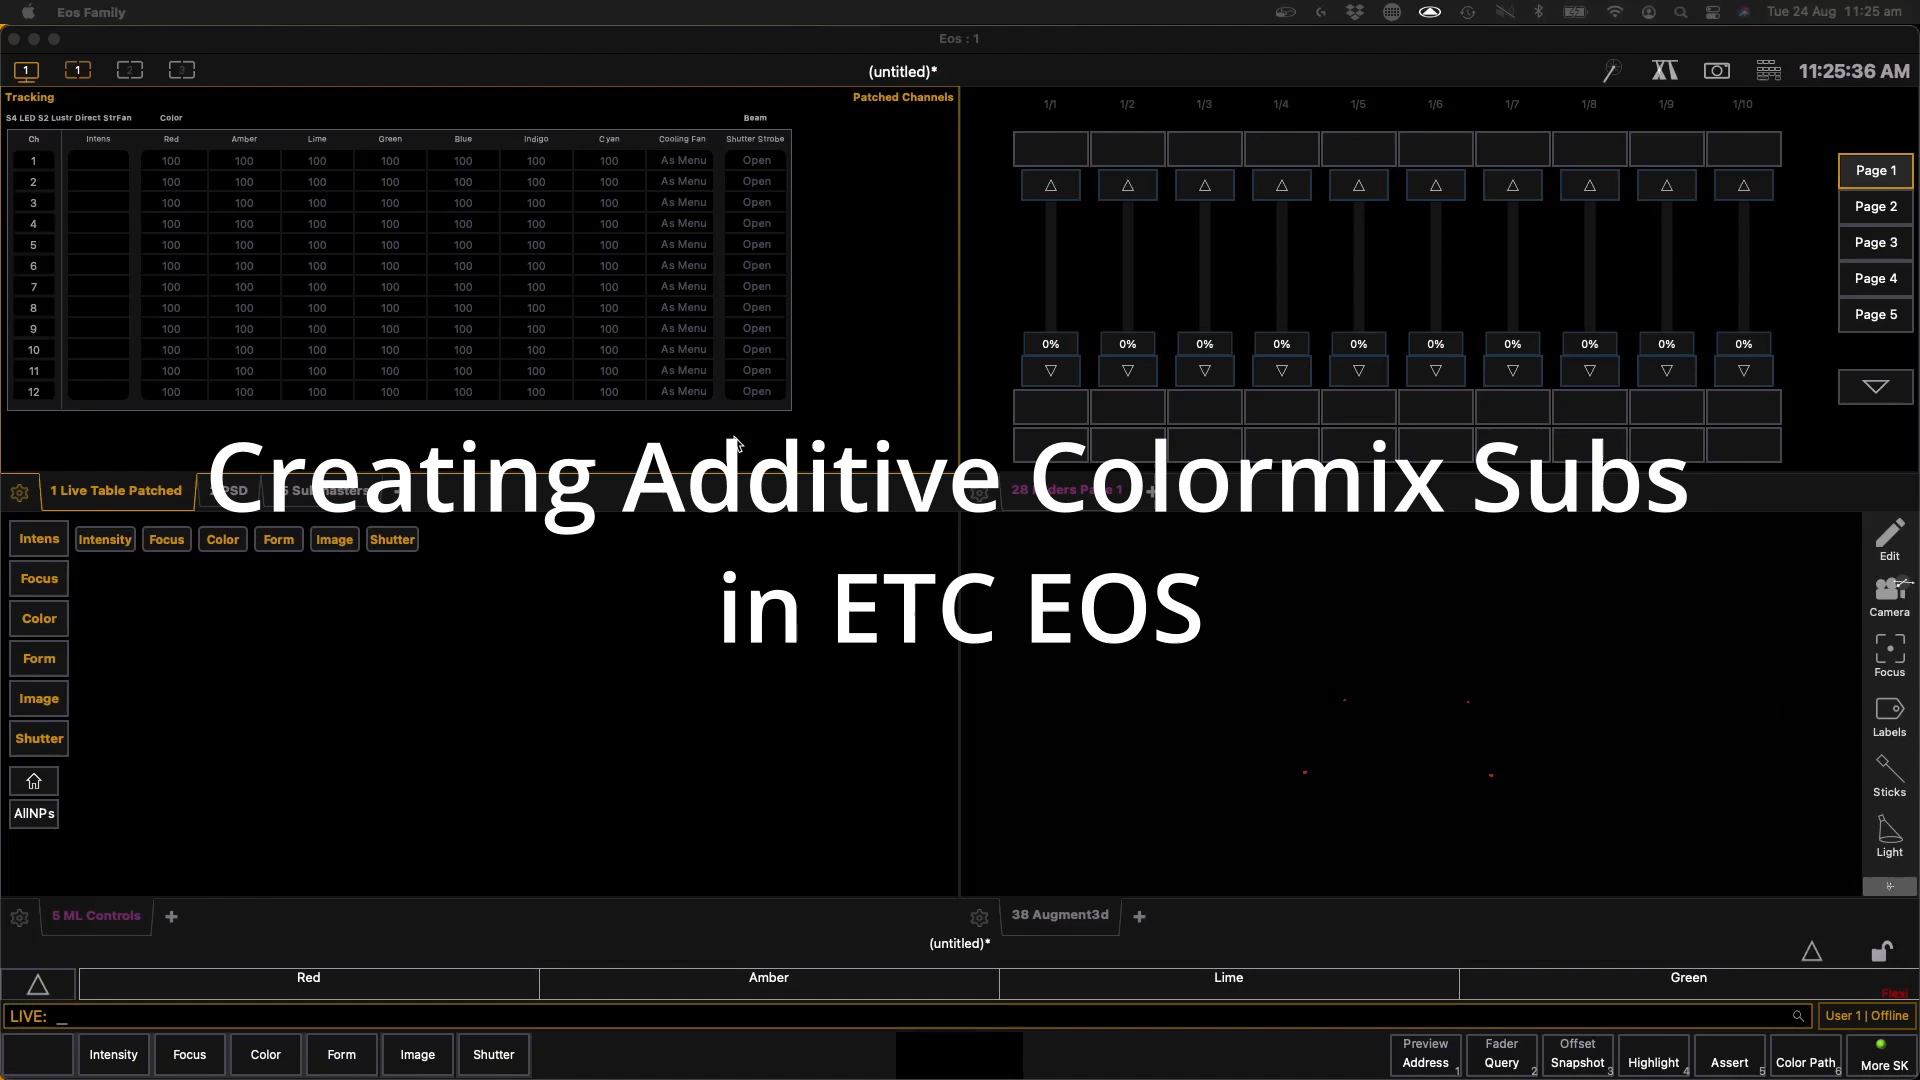 Eos Family
Tue 24 Aug 11:25 am
Eos : 1
1 1 2 3
(untitled)*
11:25:36 AM
Tracking
Patched Channels
S4 LED S2 Lustr Direct StrFan Color Beam
Ch Intens Red Amber Lime Green Blue Indigo Cyan Cooling Fan Shutter Strobe
1 100 100 100 100 100 100 100 As Menu Open
2 100 100 100 100 100 100 100 As Menu Open
3 100 100 100 100 100 100 100 As Menu Open
4 100 100 100 100 100 100 100 As Menu Open
5 100 100 100 100 100 100 100 As Menu Open
6 100 100 100 100 100 100 100 As Menu Open
7 100 100 100 100 100 100 100 As Menu Open
8 100 100 100 100 100 100 100 As Menu Open
9 100 100 100 100 100 100 100 As Menu Open
10 100 100 100 100 100 100 100 As Menu Open
11 100 100 100 100 100 100 100 As Menu Open
12 100 100 100 100 100 100 100 As Menu Open
1/1 1/2 1/3 1/4 1/5 1/6 1/7 1/8 1/9 1/10
0% 0% 0% 0% 0% 0% 0% 0% 0% 0%
Page 1
Page 2
Page 3
Page 4
Page 5
Creating Additive Colormix Subs
in ETC EOS
1 Live Table Patched
PSD
Intens
Focus
Color
Form
Image
Shutter
AllNPs
Intensity Focus Color Form Image Shutter
Edit
Camera
Focus
Labels
Sticks
Light
5 ML Controls +
38 Augment3d +
(untitled)*
Red Amber Lime Green
Flexi
LIVE: _
User 1 | Offline
Intensity Focus Color Form Image Shutter
Preview Fader Offset
Address 1 Query 2 Snapshot 3 Highlight 4 Assert 5 Color Path 6 More SK